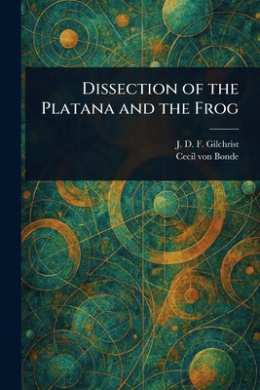 Dissection of the
Platana and the Frog
J. D. F. Gilchrist
Cecil von Bonde